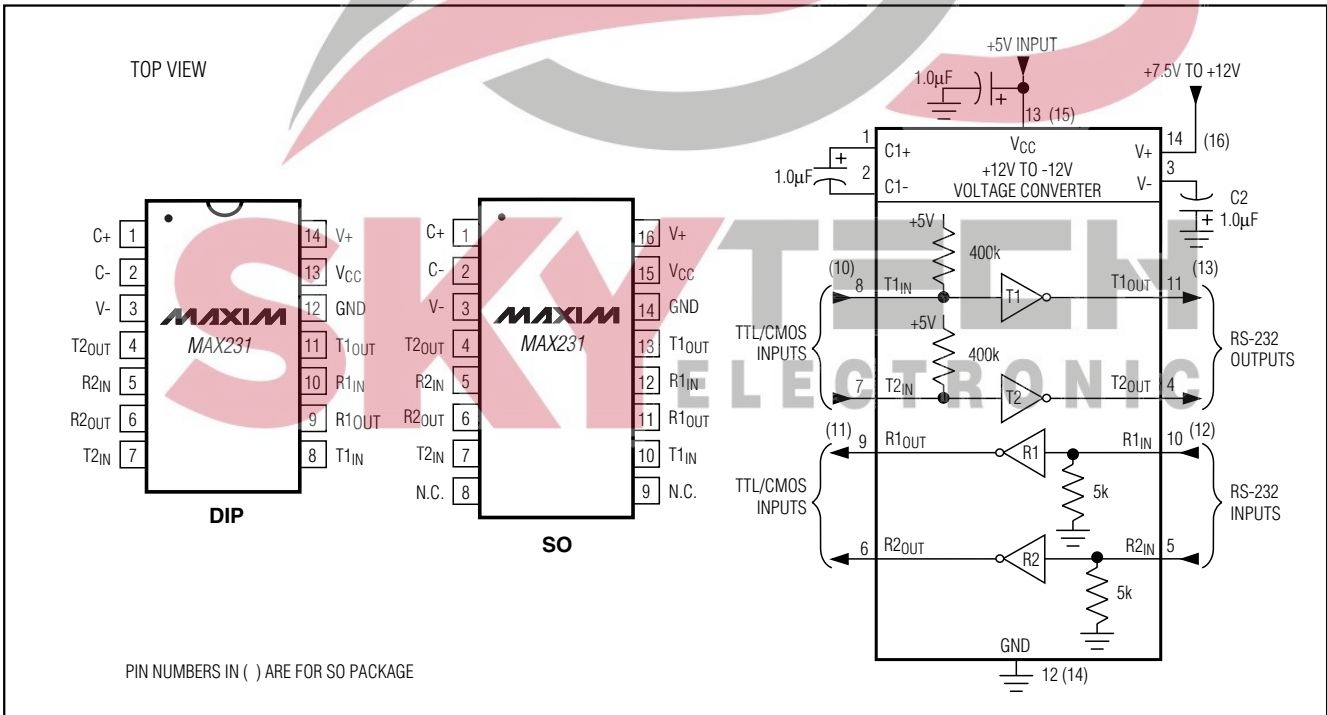 TOP VIEW
C+ 1
C- 2
V- 3
T2OUT 4
R2IN 5
R2OUT 6
T2IN 7
14 V+
13 VCC
12 GND
11 T1OUT
10 R1IN
9 R1OUT
8 T1IN
MAXIM
MAX231
DIP
C+ 1
C- 2
V- 3
T2OUT 4
R2IN 5
R2OUT 6
T2IN 7
N.C. 8
16 V+
15 VCC
14 GND
13 T1OUT
12 R1IN
11 R1OUT
10 T1IN
9 N.C.
MAXIM
MAX231
SO
PIN NUMBERS IN ( ) ARE FOR SO PACKAGE
+5V INPUT
1.0µF
+
13 (15)
+7.5V TO +12V
1
C1+
VCC
V+
14
(16)
1.0µF
+
2
C1-
+12V TO -12V
VOLTAGE CONVERTER
V-
3
C2
+
1.0µF
+5V
400k
(10)
8
T1IN
T1
T1OUT
11
(13)
TTL/CMOS
INPUTS
+5V
400k
RS-232
OUTPUTS
7
T2IN
T2
T2OUT
4
(11)
9
R1OUT
R1
R1IN
10
(12)
5k
TTL/CMOS
INPUTS
RS-232
INPUTS
6
R2OUT
R2
R2IN
5
5k
GND
12 (14)
SKYTECH
ELECTRONIC